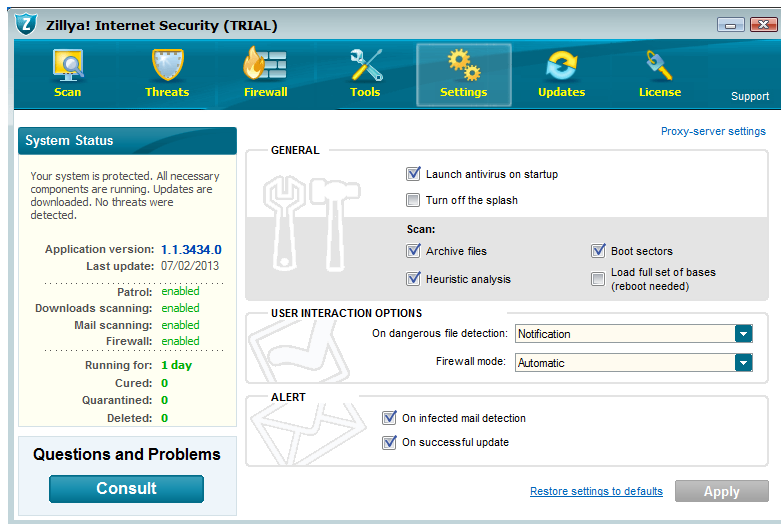 Zillya! Internet Security (TRIAL)
Scan
Threats
Firewall
Tools
Settings
Updates
License
Support
System Status
Your system is protected. All necessary
components are running. Updates are
downloaded. No threats were
detected.
Application version: 1.1.3434.0
Last update: 07/02/2013
Patrol: enabled
Downloads scanning: enabled
Mail scanning: enabled
Firewall: enabled
Running for: 1 day
Cured: 0
Quarantined: 0
Deleted: 0
Questions and Problems
Consult
Proxy-server settings
GENERAL
Launch antivirus on startup
Turn off the splash
Scan:
Archive files
Boot sectors
Heuristic analysis
Load full set of bases
(reboot needed)
USER INTERACTION OPTIONS
On dangerous file detection: Notification
Firewall mode: Automatic
ALERT
On infected mail detection
On successful update
Restore settings to defaults
Apply